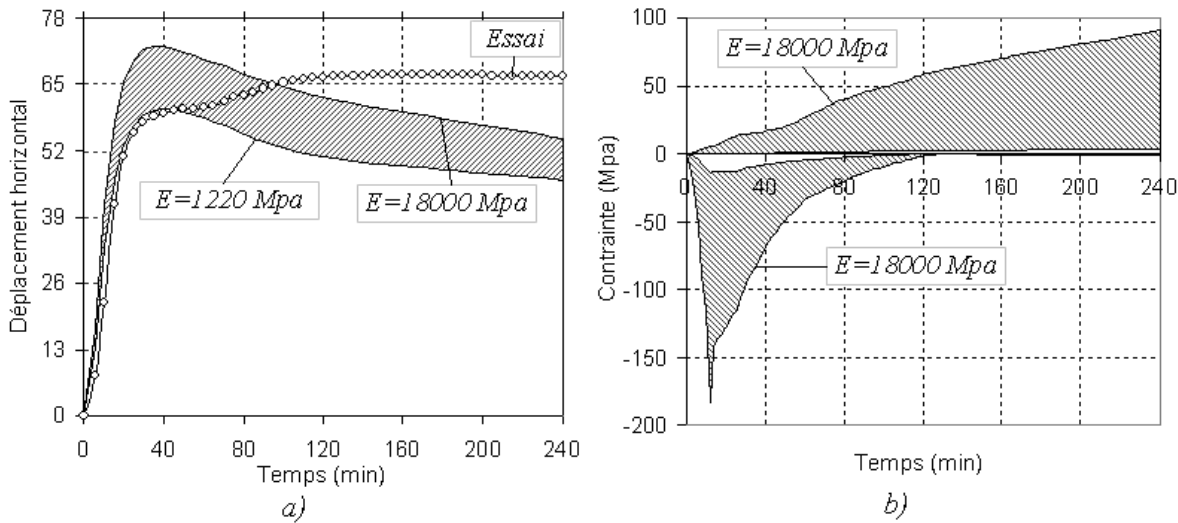 Déplacement horizontal
78
65
52
39
26
13
0
Essai
E=1220 Mpa
E=18000 Mpa
0 40 80 120 160 200 240
Temps (min)
a)
Contrainte (Mpa)
100
50
0
-50
-100
-150
-200
E=18000 Mpa
0 40 80 120 160 200 240
E=18000 Mpa
Temps (min)
b)